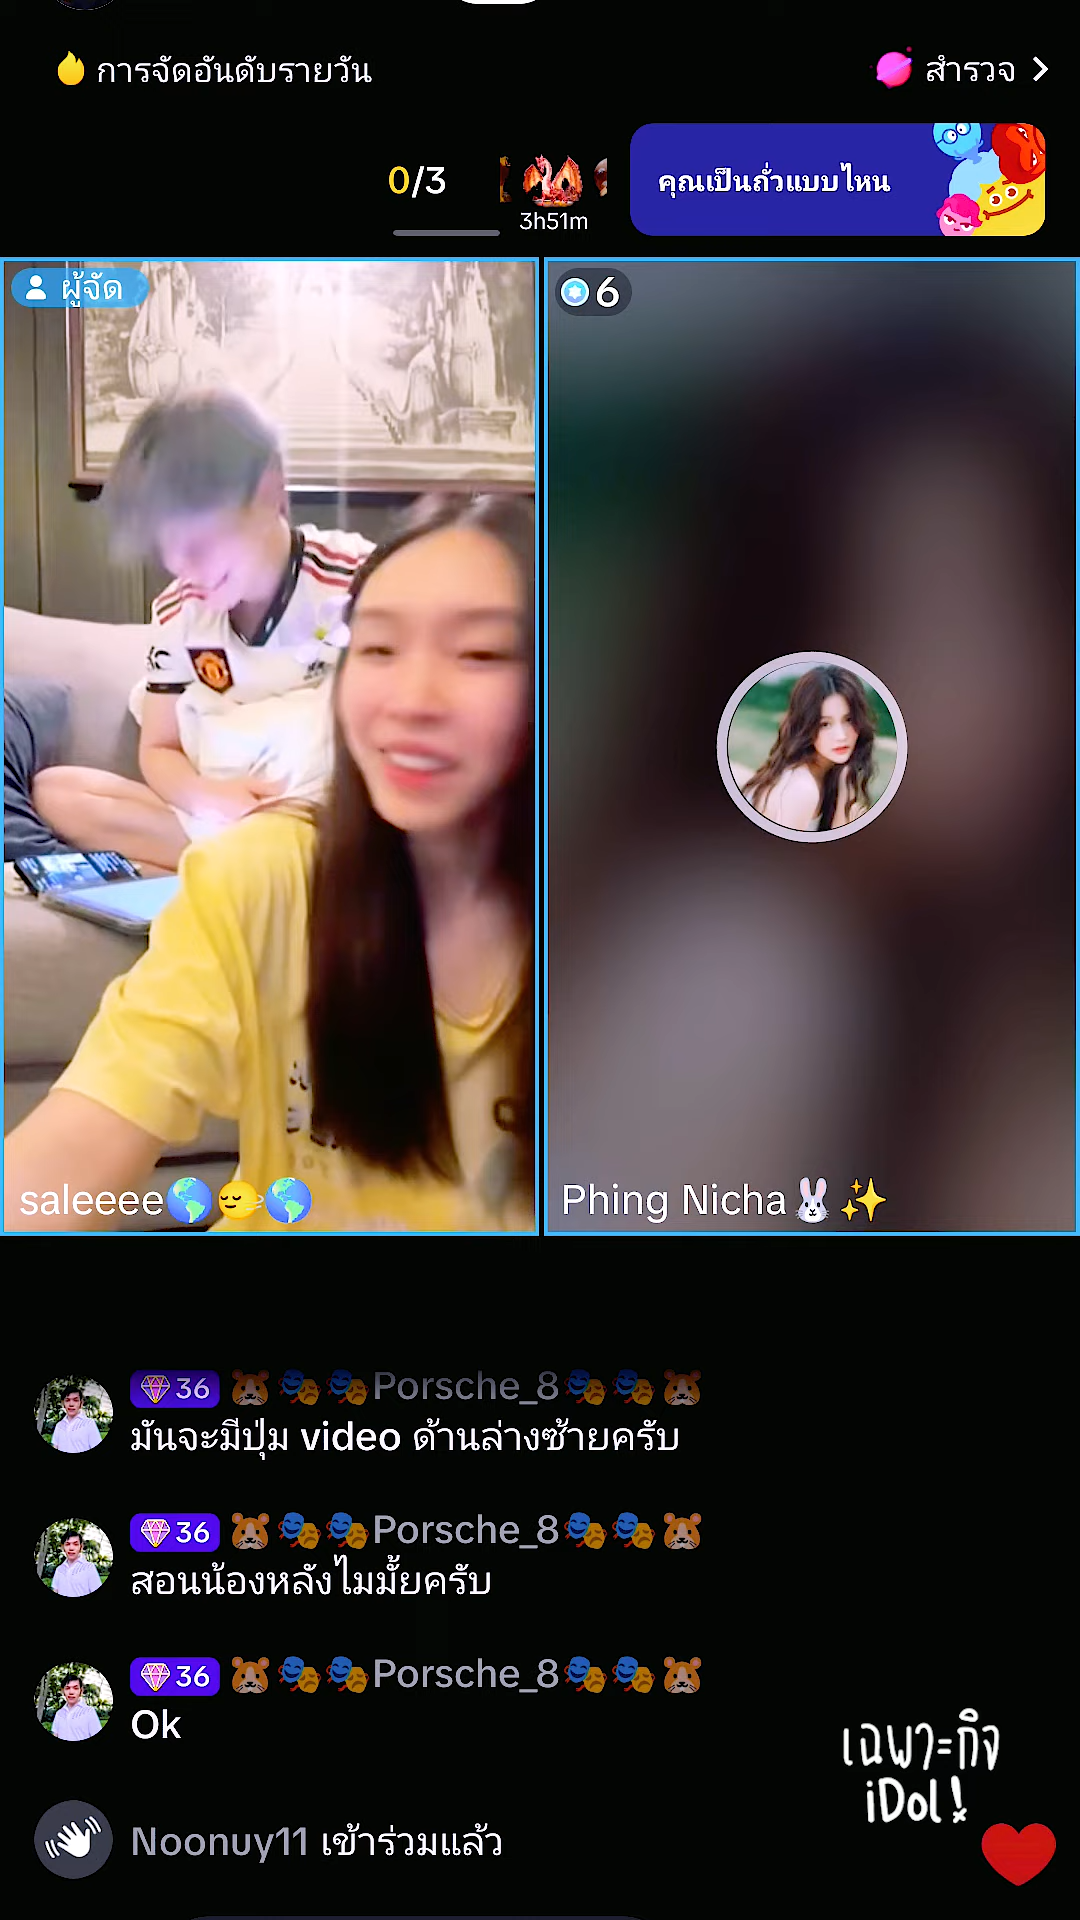 การจัดอันดับรายวัน
สำรวจ
0/3
3h51m
คุณเป็นถั่วแบบไหน
ผู้จัด
6
saleeee🌎🙂‍↔️🌎
Phing Nicha🐰✨
36 🐹🎭🎭Porsche_8🎭🎭🐹
มันจะมีปุ่ม video ด้านล่างซ้ายครับ
36 🐹🎭🎭Porsche_8🎭🎭🐹
สอนน้องหลังไมมั้ยครับ
36 🐹🎭🎭Porsche_8🎭🎭🐹
Ok
Noonuy11 เข้าร่วมแล้ว
เฉพาะกิจ
iDol!